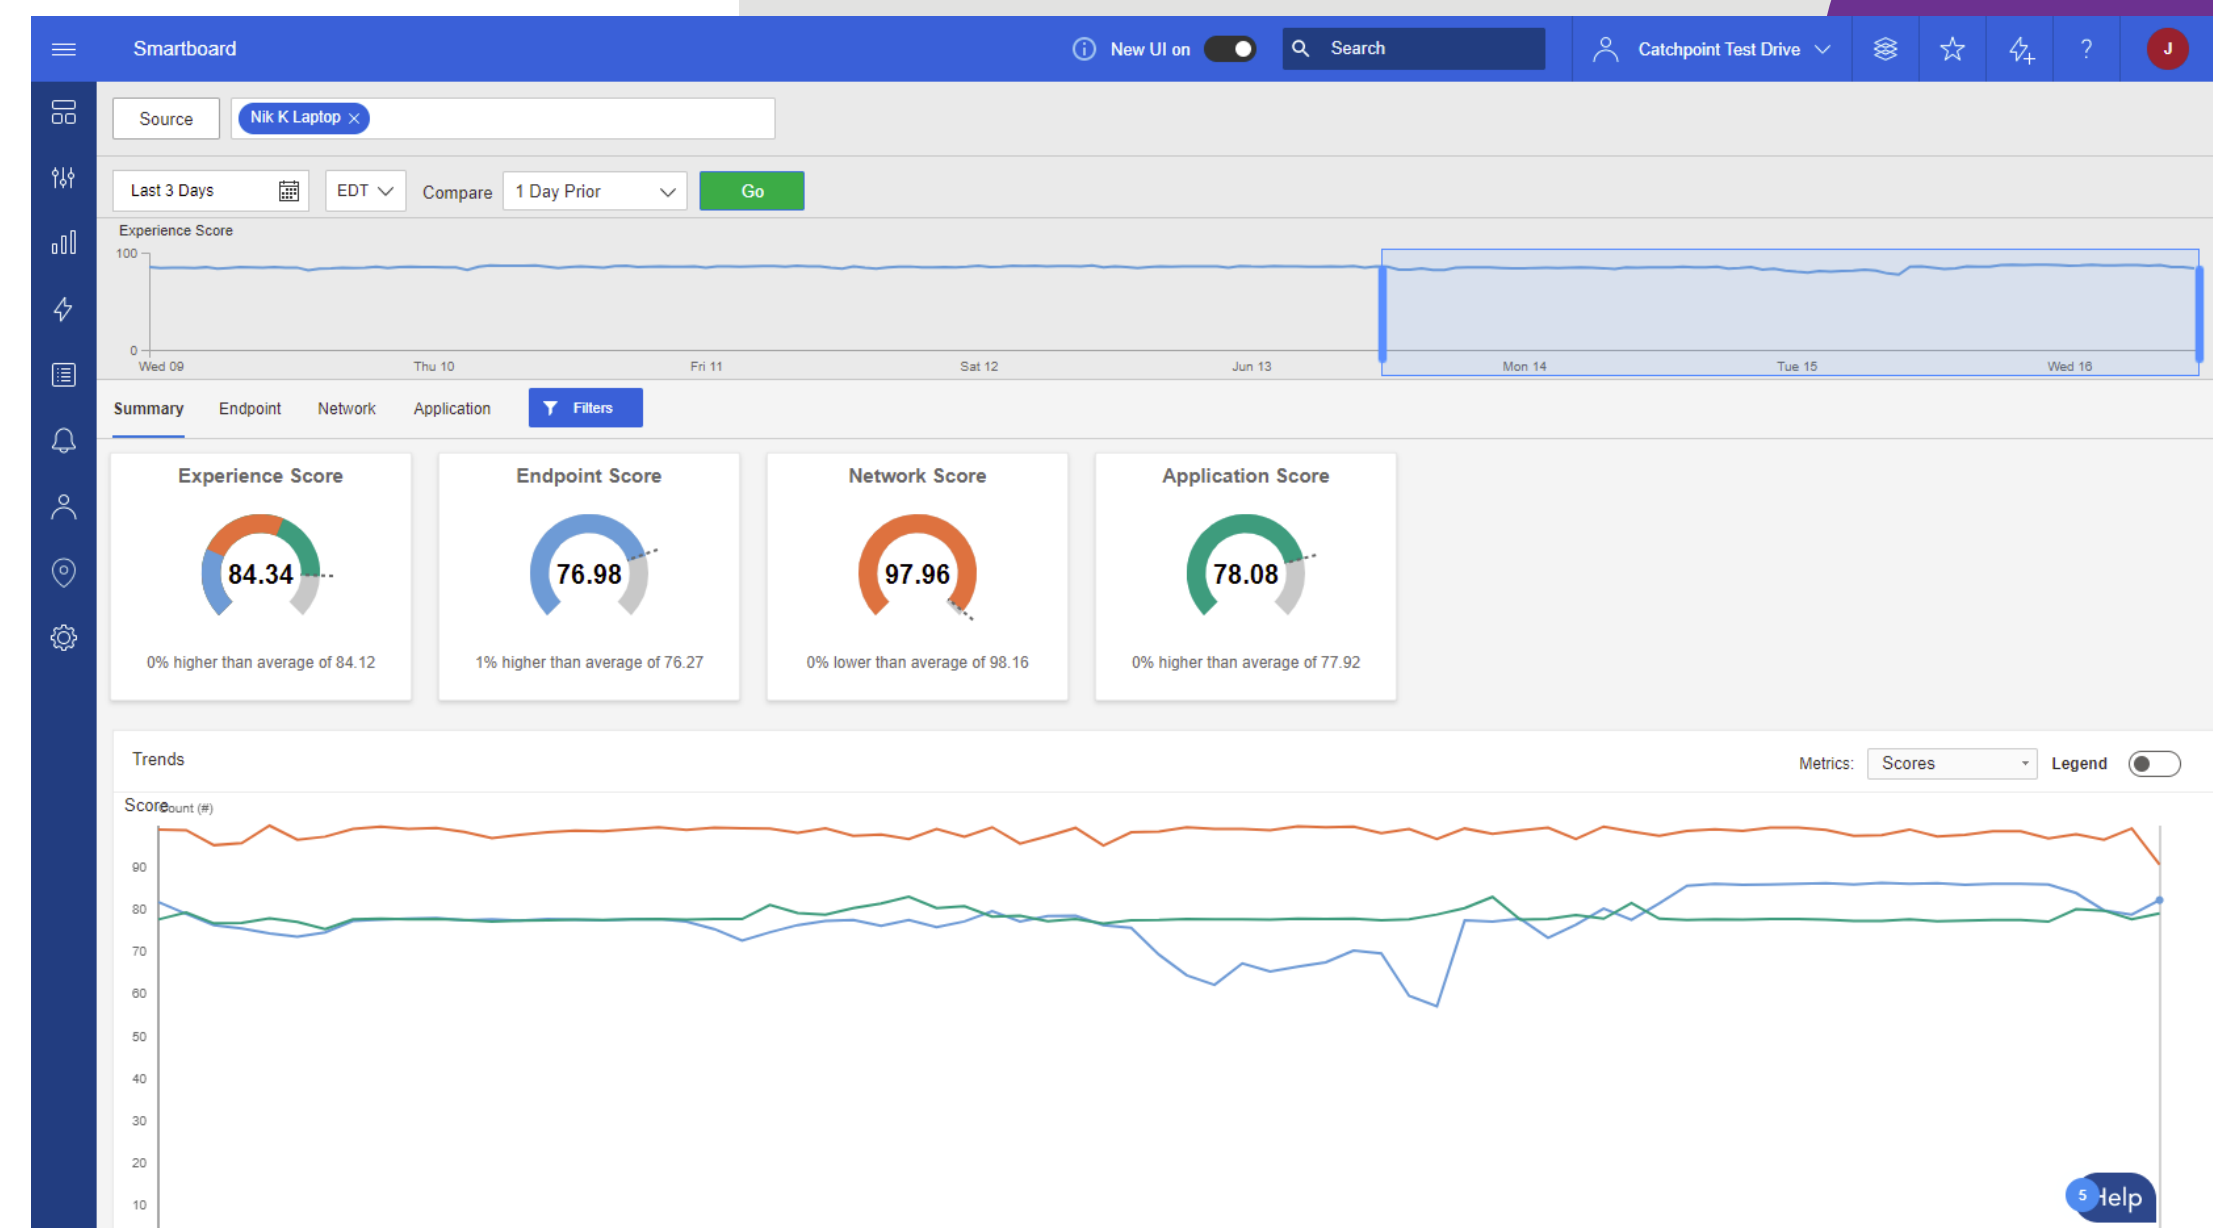 Smartboard
New UI on
Search
Catchpoint Test Drive
?
J
Source
Nik K Laptop ×
Last 3 Days
EDT
Compare
1 Day Prior
Go
Experience Score
100
0
Wed 09
Thu 10
Fri 11
Sat 12
Jun 13
Mon 14
Tue 15
Wed 16
Summary
Endpoint
Network
Application
Filters
Experience Score
84.34
0% higher than average of 84.12
Endpoint Score
76.98
1% higher than average of 76.27
Network Score
97.96
0% lower than average of 98.16
Application Score
78.08
0% higher than average of 77.92
Trends
Metrics:
Scores
Legend
Score
Count (#)
90
80
70
60
50
40
30
20
10
5
Help